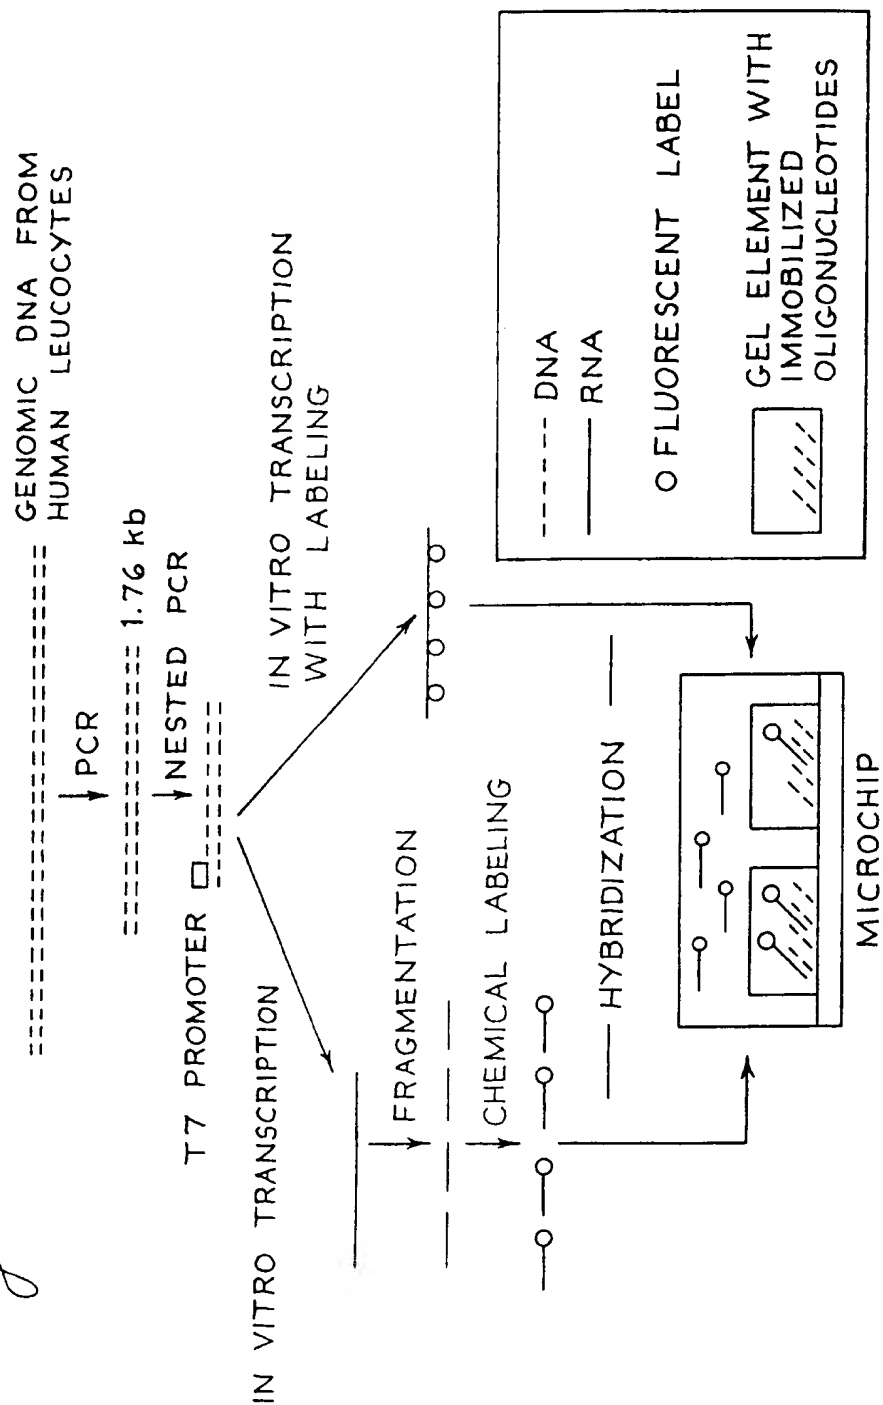 GENOMIC DNA FROM
HUMAN LEUCOCYTES
PCR
1.76 kb
NESTED PCR
T7 PROMOTER
IN VITRO TRANSCRIPTION
IN VITRO TRANSCRIPTION
WITH LABELING
FRAGMENTATION
CHEMICAL LABELING
HYBRIDIZATION
MICROCHIP
DNA
RNA
FLUORESCENT LABEL
GEL ELEMENT WITH
IMMOBILIZED
OLIGONUCLEOTIDES